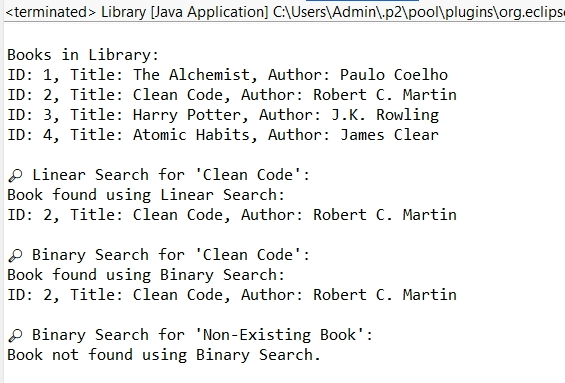 <terminated> Library [Java Application] C:\Users\Admin\.p2\pool\plugins\org.eclips
Books in Library:
ID: 1, Title: The Alchemist, Author: Paulo Coelho
ID: 2, Title: Clean Code, Author: Robert C. Martin
ID: 3, Title: Harry Potter, Author: J.K. Rowling
ID: 4, Title: Atomic Habits, Author: James Clear
🔎 Linear Search for 'Clean Code':
Book found using Linear Search:
ID: 2, Title: Clean Code, Author: Robert C. Martin
🔎 Binary Search for 'Clean Code':
Book found using Binary Search:
ID: 2, Title: Clean Code, Author: Robert C. Martin
🔎 Binary Search for 'Non-Existing Book':
Book not found using Binary Search.